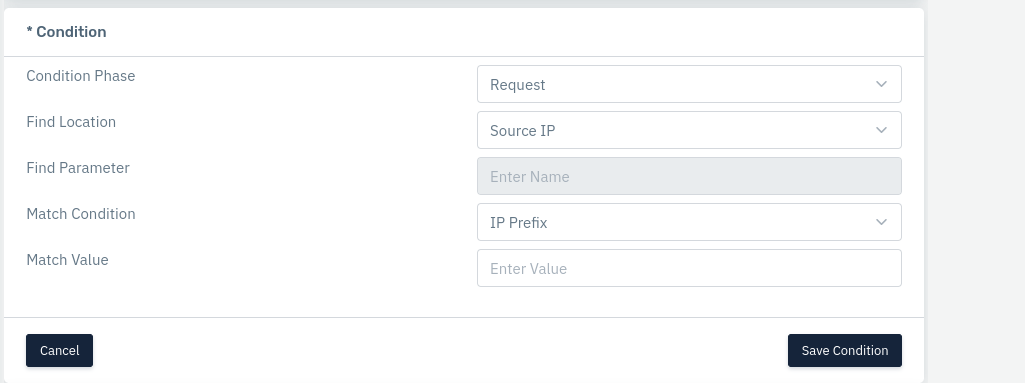 * Condition
Condition Phase
Request
Find Location
Source IP
Find Parameter
Enter Name
Match Condition
IP Prefix
Match Value
Enter Value
Cancel
Save Condition